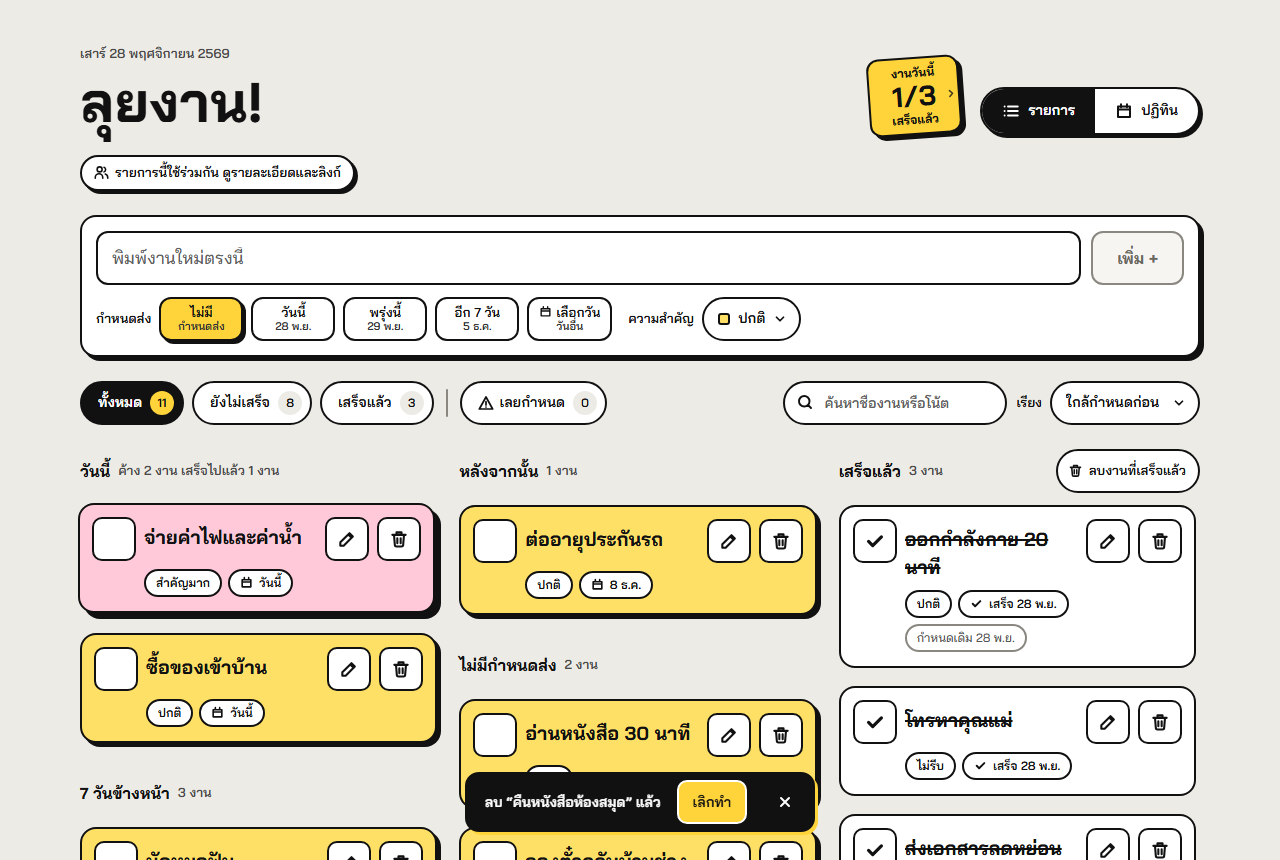 เสาร์ 28 พฤศจิกายน 2569
ลุยงาน!
งานวันนี้
1/3
เสร็จแล้ว
รายการ
ปฏิทิน
รายการนี้ใช้ร่วมกัน ดูรายละเอียดและลิงก์
พิมพ์งานใหม่ตรงนี้
เพิ่ม +
กำหนดส่ง
ไม่มี
กำหนดส่ง
วันนี้
28 พ.ย.
พรุ่งนี้
29 พ.ย.
อีก 7 วัน
5 ธ.ค.
เลือกวัน
วันอื่น
ความสำคัญ
ปกติ
ทั้งหมด 11
ยังไม่เสร็จ 8
เสร็จแล้ว 3
เลยกำหนด 0
ค้นหาชื่องานหรือโน้ต
เรียง
ใกล้กำหนดก่อน
วันนี้ ค้าง 2 งาน เสร็จไปแล้ว 1 งาน
จ่ายค่าไฟและค่าน้ำ
สำคัญมาก
วันนี้
ซื้อของเข้าบ้าน
ปกติ
วันนี้
7 วันข้างหน้า 3 งาน
หลังจากนั้น 1 งาน
ต่ออายุประกันรถ
ปกติ
8 ธ.ค.
ไม่มีกำหนดส่ง 2 งาน
อ่านหนังสือ 30 นาที
เสร็จแล้ว 3 งาน
ลบงานที่เสร็จแล้ว
ออกกำลังกาย 20
นาที
ปกติ
เสร็จ 28 พ.ย.
กำหนดเดิม 28 พ.ย.
โทรหาคุณแม่
ไม่รีบ
เสร็จ 28 พ.ย.
ส่งเอกสารลดหย่อน
ลบ “คืนหนังสือห้องสมุด” แล้ว
เลิกทำ